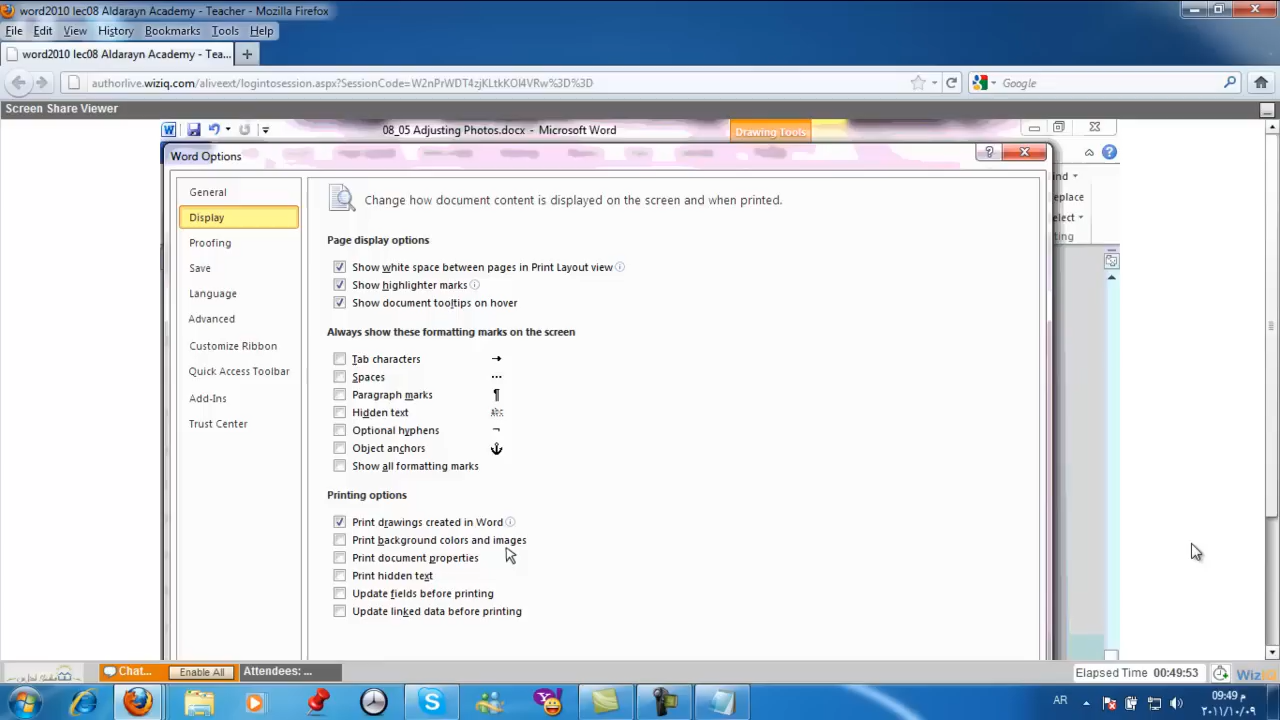 word2010 lec08 Aldarayn Academy - Teacher - Mozilla Firefox
File Edit View History Bookmarks Tools Help
word2010 lec08 Aldarayn Academy - Tea...
authorlive.wiziq.com/aliveext/logintosession.aspx?SessionCode=W2nPrWDT4zjKLtkKOl4VRw%3D%3D
Google
Screen Share Viewer
08_05 Adjusting Photos.docx - Microsoft Word
Drawing Tools
Word Options
General
Display
Proofing
Save
Language
Advanced
Customize Ribbon
Quick Access Toolbar
Add-Ins
Trust Center
Change how document content is displayed on the screen and when printed.
Page display options
Show white space between pages in Print Layout view
Show highlighter marks
Show document tooltips on hover
Always show these formatting marks on the screen
Tab characters →
Spaces ...
Paragraph marks ¶
Hidden text abc
Optional hyphens ¬
Object anchors
Show all formatting marks
Printing options
Print drawings created in Word
Print background colors and images
Print document properties
Print hidden text
Update fields before printing
Update linked data before printing
ind
eplace
elect
ting
Chat...
Enable All
Attendees: ...
Elapsed Time 00:49:53
WizIQ
AR
09:49 م
٢٠١١/١٠/٠٩